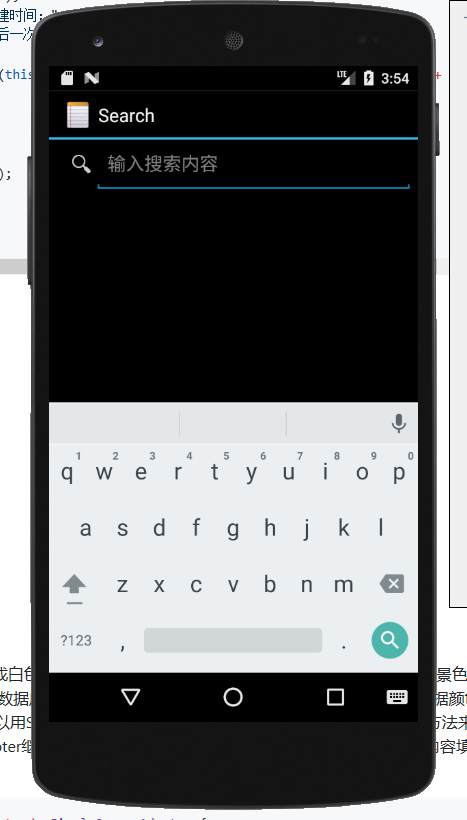 建时间:"
后一次
(this
+
);
LTE
3:54
Search
输入搜索内容
1 2 3 4 5 6 7 8 9 0
q w e r t y u i o p
a s d f g h j k l
z x c v b n m
?123 , .
成白色
景色
数据
据颜
以用S
方法来
pter继
内容填